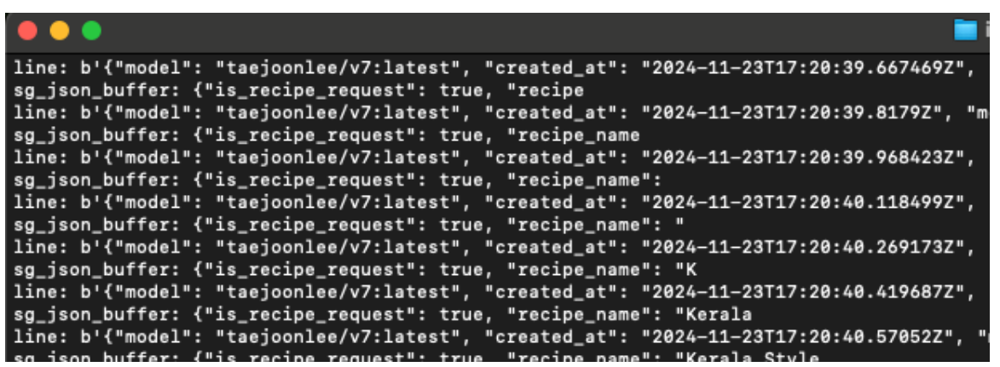 line: b'{"model": "taejoonlee/v7:latest", "created_at": "2024-11-23T17:20:39.667469Z",
sg_json_buffer: {"is_recipe_request": true, "recipe
line: b'{"model": "taejoonlee/v7:latest", "created_at": "2024-11-23T17:20:39.8179Z", "m
sg_json_buffer: {"is_recipe_request": true, "recipe_name
line: b'{"model": "taejoonlee/v7:latest", "created_at": "2024-11-23T17:20:39.968423Z",
sg_json_buffer: {"is_recipe_request": true, "recipe_name":
line: b'{"model": "taejoonlee/v7:latest", "created_at": "2024-11-23T17:20:40.118499Z",
sg_json_buffer: {"is_recipe_request": true, "recipe_name": "
line: b'{"model": "taejoonlee/v7:latest", "created_at": "2024-11-23T17:20:40.269173Z",
sg_json_buffer: {"is_recipe_request": true, "recipe_name": "K
line: b'{"model": "taejoonlee/v7:latest", "created_at": "2024-11-23T17:20:40.419687Z",
sg_json_buffer: {"is_recipe_request": true, "recipe_name": "Kerala
line: b'{"model": "taejoonlee/v7:latest", "created_at": "2024-11-23T17:20:40.57052Z", "
sg_json_buffer: {"is_recipe_request": true, "recipe_name": "Kerala Style